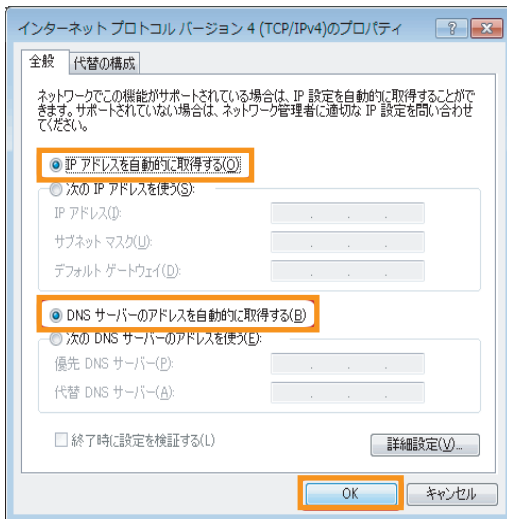 インターネット プロトコル バージョン 4 (TCP/IPv4)のプロパティ
全般 代替の構成
ネットワークでこの機能がサポートされている場合は、IP 設定を自動的に取得することがで
きます。サポートされていない場合は、ネットワーク管理者に適切な IP 設定を問い合わせ
てください。
IP アドレスを自動的に取得する(O)
次の IP アドレスを使う(S):
IP アドレス(I):
サブネット マスク(U):
デフォルト ゲートウェイ(D):
DNS サーバーのアドレスを自動的に取得する(B)
次の DNS サーバーのアドレスを使う(E):
優先 DNS サーバー(P):
代替 DNS サーバー(A):
終了時に設定を検証する(L)
詳細設定(V)...
OK キャンセル